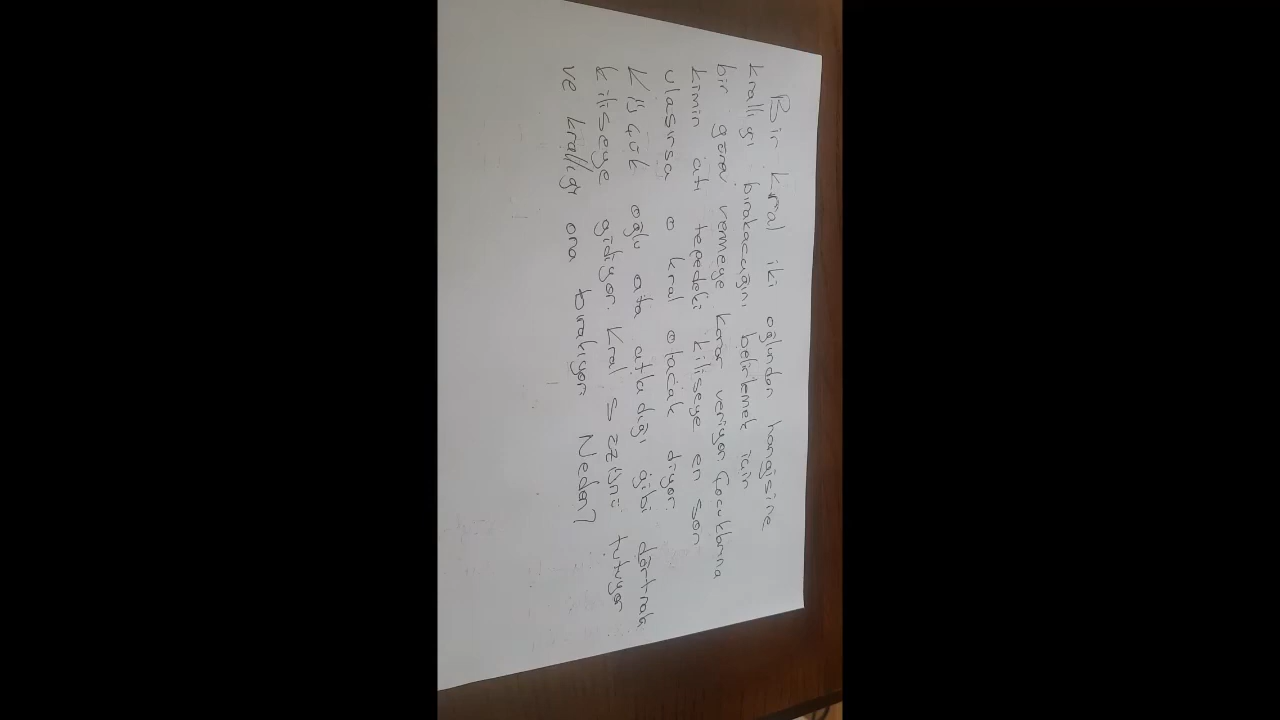 Bir kral iki oğlundan hangisine
krallığı bırakacağını belirlemek için
bir görev vermeye karar veriyor. Çocuklarına
kimin atı tepedeki kiliseye en son
ulaşırsa o kral olacak diyor.
Küçük oğlu ata atladığı gibi dörtnala
kiliseye gidiyor. Kral sözünü tutuyor
ve krallığı ona bırakıyor. Neden?